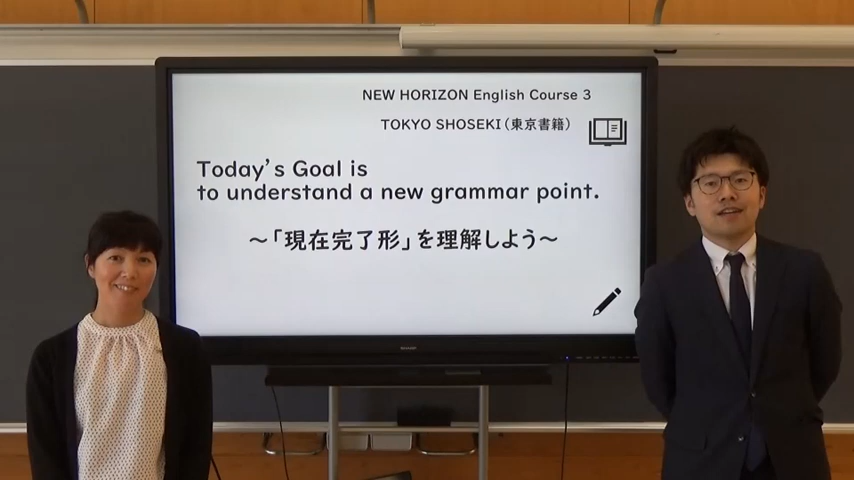 NEW HORIZON English Course 3
TOKYO SHOSEKI（東京書籍）
Today's Goal is
to understand a new grammar point.
～「現在完了形」を理解しよう～
SHARP